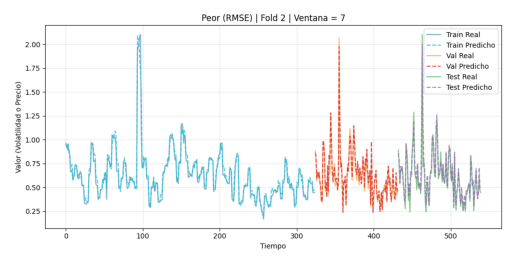 Peor (RMSE) | Fold 2 | Ventana = 7
Valor (Volatilidad o Precio)
2.00
1.75
1.50
1.25
1.00
0.75
0.50
0.25
Train Real
Train Predicho
Val Real
Val Predicho
Test Real
Test Predicho
0
100
200
300
400
500
Tiempo